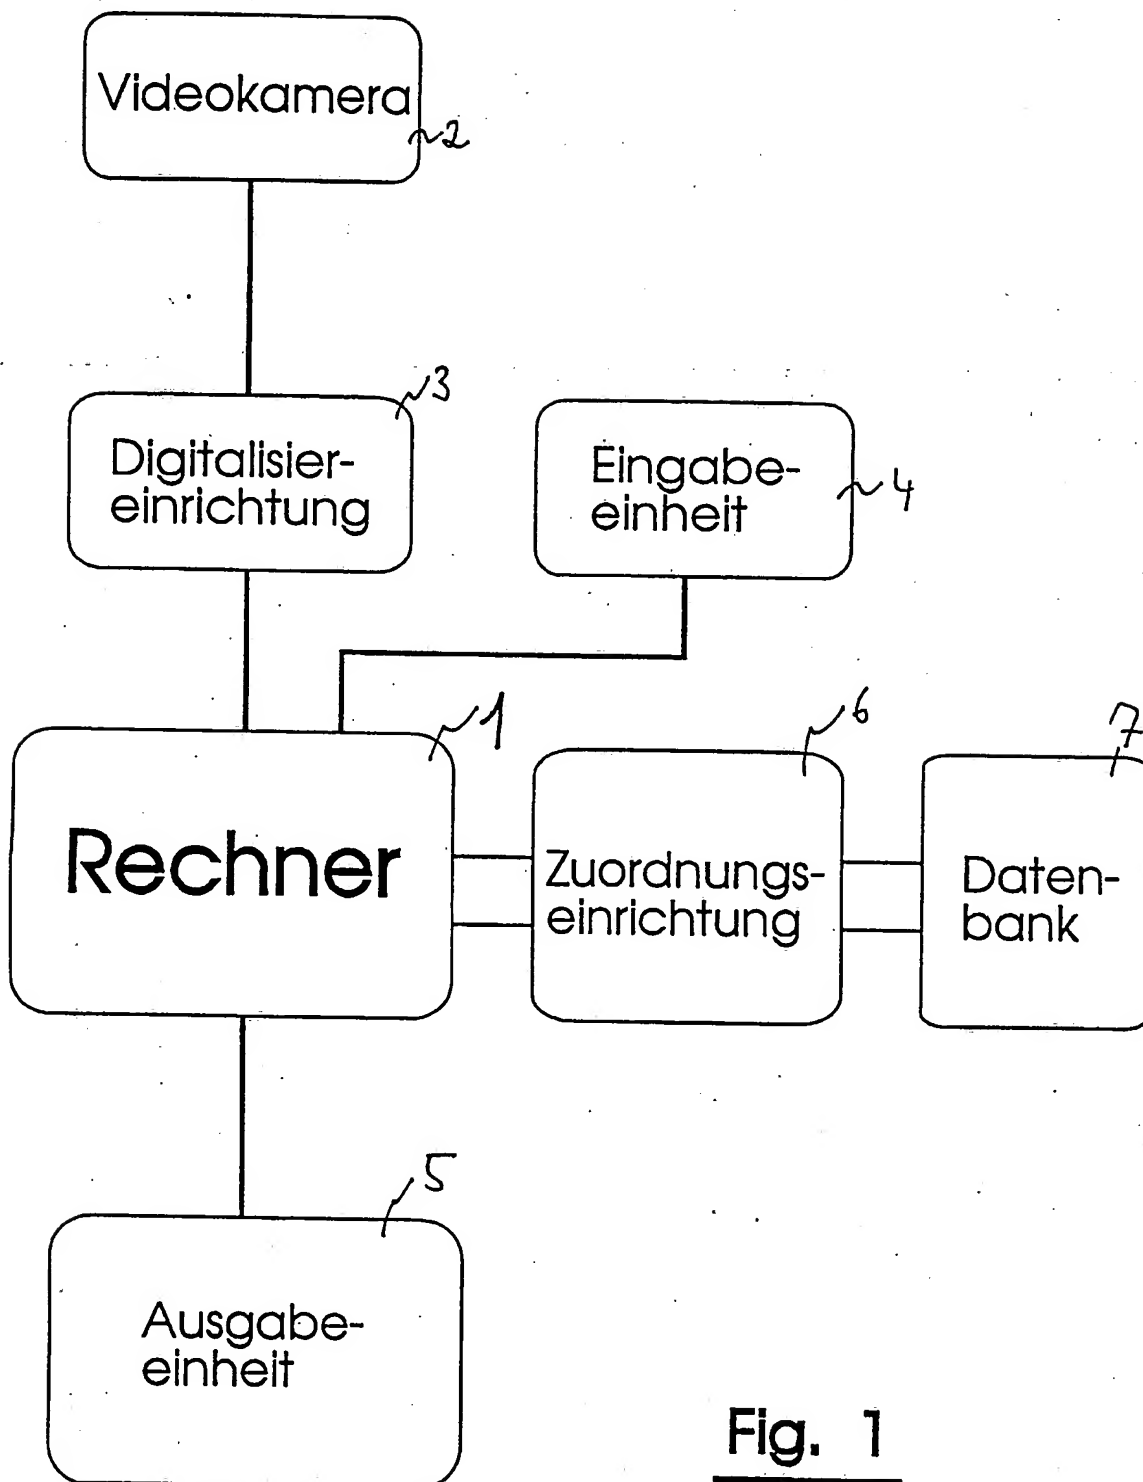 Videokamera
2
3
Digitalisier-
einrichtung
Eingabe-
einheit
4
1
Rechner
6
Zuordnungs-
einrichtung
7
Daten-
bank
5
Ausgabe-
einheit
Fig. 1